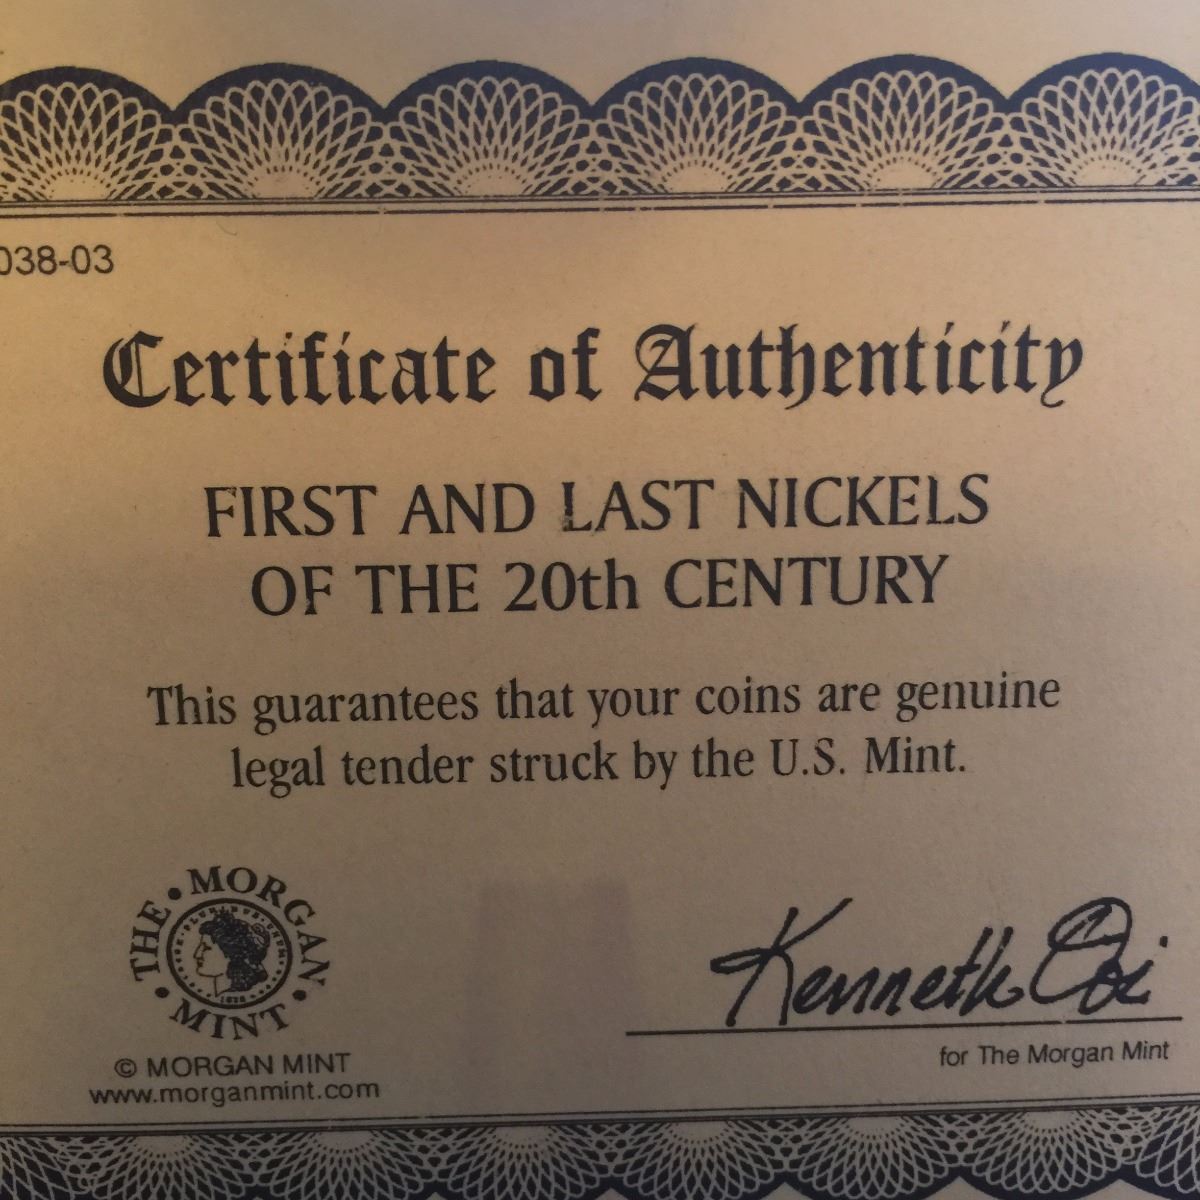 038-03
Certificate of Authenticity
FIRST AND LAST NICKELS
OF THE 20th CENTURY
This guarantees that your coins are genuine
legal tender struck by the U.S. Mint.
THE • MORGAN • MINT •
© MORGAN MINT
www.morganmint.com
Kenneth
for The Morgan Mint